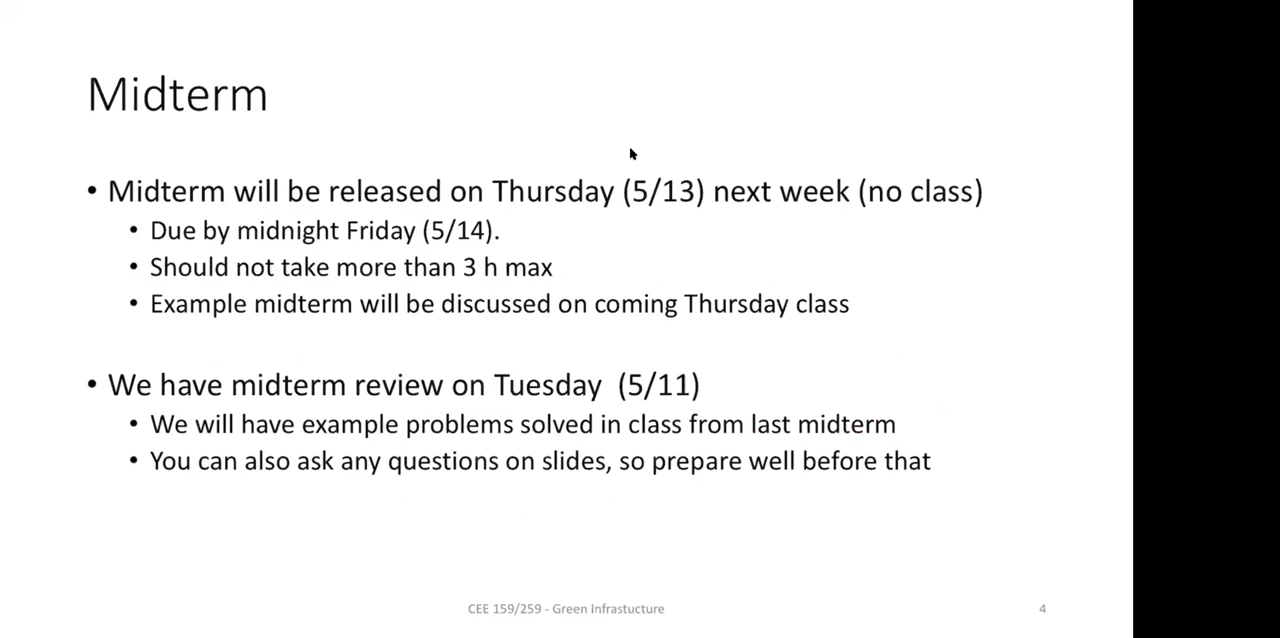 Midterm
• Midterm will be released on Thursday (5/13) next week (no class)
• Due by midnight Friday (5/14).
• Should not take more than 3 h max
• Example midterm will be discussed on coming Thursday class
• We have midterm review on Tuesday  (5/11)
• We will have example problems solved in class from last midterm
• You can also ask any questions on slides, so prepare well before that
CEE 159/259 - Green Infrastucture
4